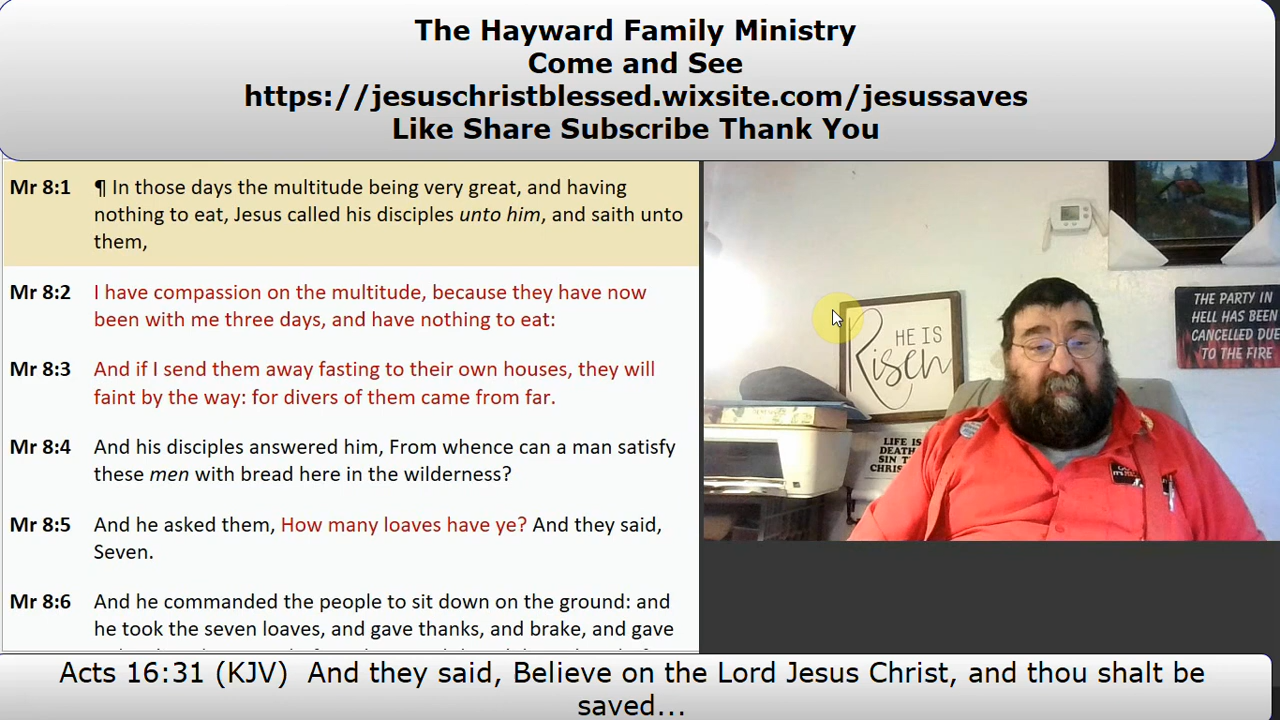 The Hayward Family Ministry
Come and See
https://jesuschristblessed.wixsite.com/jesussaves
Like Share Subscribe Thank You
Mr 8:1 ¶ In those days the multitude being very great, and having
nothing to eat, Jesus called his disciples unto him, and saith unto
them,
Mr 8:2 I have compassion on the multitude, because they have now
been with me three days, and have nothing to eat:
Mr 8:3 And if I send them away fasting to their own houses, they will
faint by the way: for divers of them came from far.
Mr 8:4 And his disciples answered him, From whence can a man satisfy
these men with bread here in the wilderness?
Mr 8:5 And he asked them, How many loaves have ye? And they said,
Seven.
Mr 8:6 And he commanded the people to sit down on the ground: and
he took the seven loaves, and gave thanks, and brake, and gave
HE IS
Risen
THE PARTY IN
HELL HAS BEEN
CANCELLED DUE
TO THE FIRE
LIFE IS
DEATH
SIN
CHRIS
Acts 16:31 (KJV) And they said, Believe on the Lord Jesus Christ, and thou shalt be
saved...